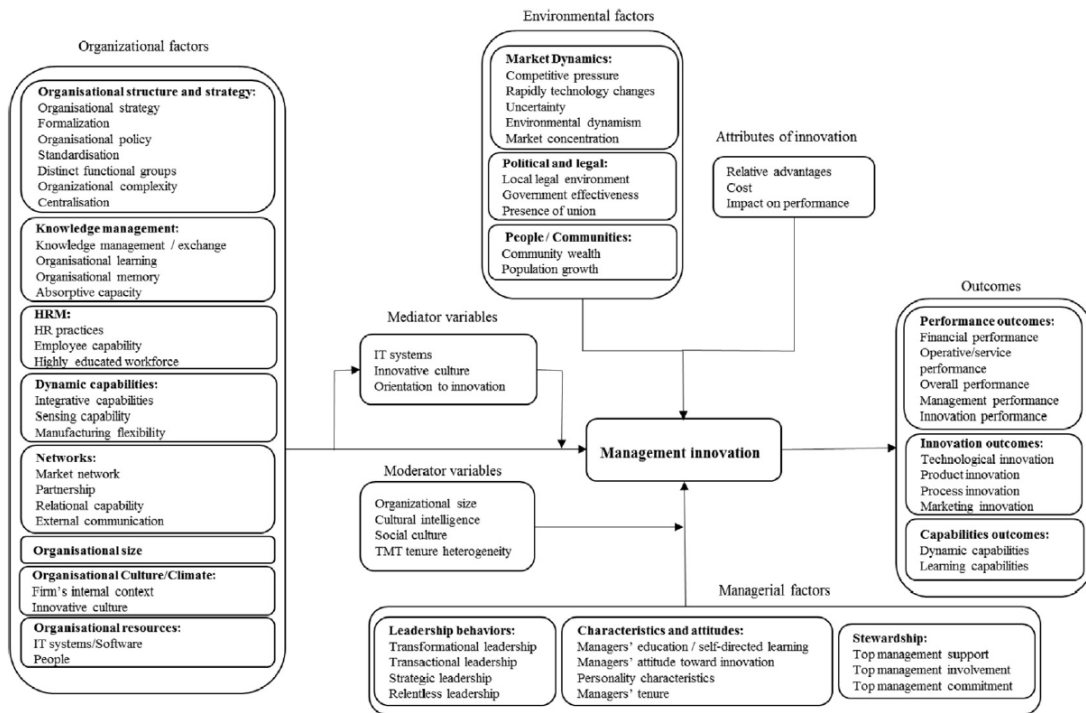 Organizational factors
Organisational structure and strategy:
Organisational strategy
Formalization
Organisational policy
Standardisation
Distinct functional groups
Organizational complexity
Centralisation
Knowledge management:
Knowledge management / exchange
Organisational learning
Organisational memory
Absorptive capacity
HRM:
HR practices
Employee capability
Highly educated workforce
Dynamic capabilities:
Integrative capabilities
Sensing capability
Manufacturing flexibility
Networks:
Market network
Partnership
Relational capability
External communication
Organisational size
Organisational Culture/Climate:
Firm's internal context
Innovative culture
Organisational resources:
IT systems/Software
People
Environmental factors
Market Dynamics:
Competitive pressure
Rapidly technology changes
Uncertainty
Environmental dynamism
Market concentration
Political and legal:
Local legal environment
Government effectiveness
Presence of union
People / Communities:
Community wealth
Population growth
Attributes of innovation
Relative advantages
Cost
Impact on performance
Mediator variables
IT systems
Innovative culture
Orientation to innovation
Management innovation
Moderator variables
Organizational size
Cultural intelligence
Social culture
TMT tenure heterogeneity
Managerial factors
Leadership behaviors:
Transformational leadership
Transactional leadership
Strategic leadership
Relentless leadership
Characteristics and attitudes:
Managers' education / self-directed learning
Managers' attitude toward innovation
Personality characteristics
Managers' tenure
Stewardship:
Top management support
Top management involvement
Top management commitment
Outcomes
Performance outcomes:
Financial performance
Operative/service
performance
Overall performance
Management performance
Innovation performance
Innovation outcomes:
Technological innovation
Product innovation
Process innovation
Marketing innovation
Capabilities outcomes:
Dynamic capabilities
Learning capabilities